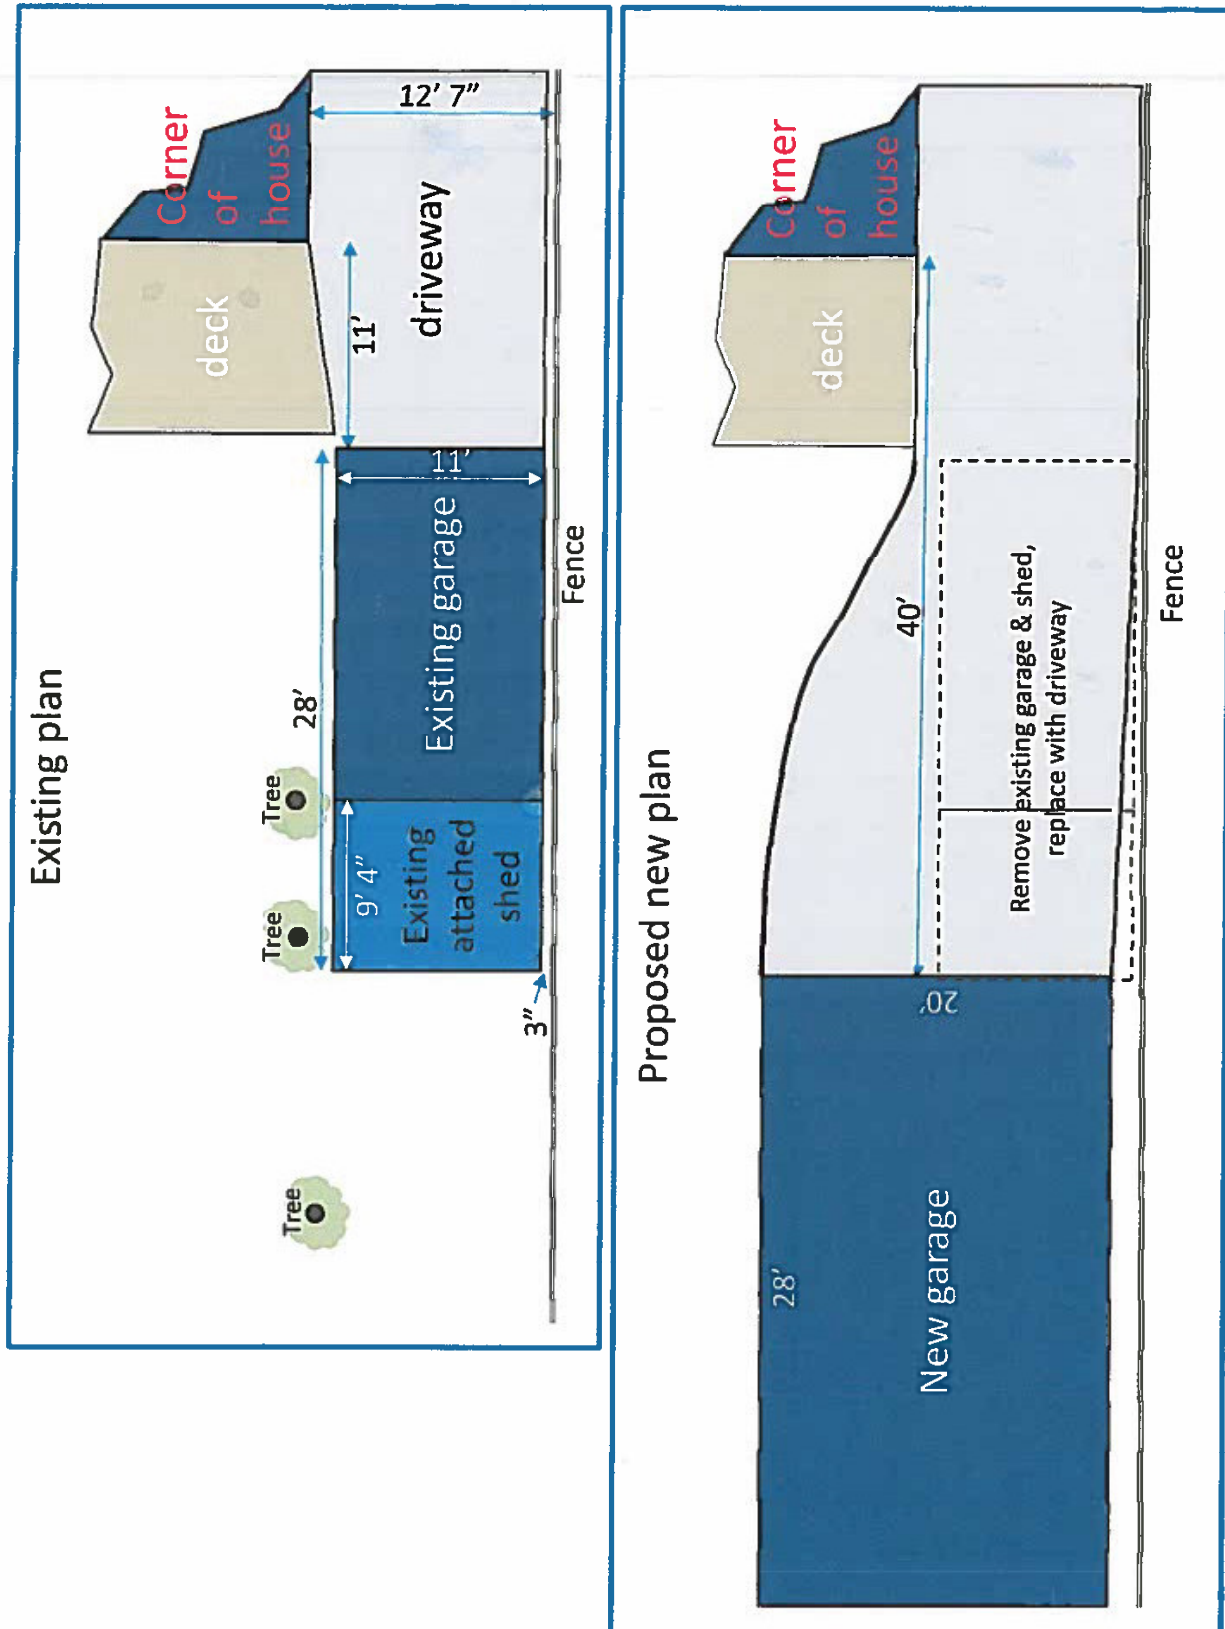 Existing plan
Tree
Tree
Tree
28’
9’ 4”
Existing
attached
shed
3”
Existing garage
11’
Fence
11’
deck
driveway
12’ 7”
Corner
of
house
Proposed new plan
28’
New garage
20’
40’
Remove existing garage & shed,
replace with driveway
Fence
deck
Corner
of
house